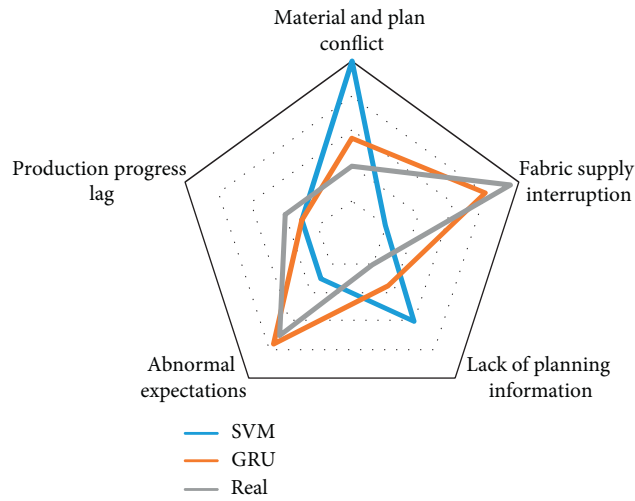 Material and plan
conflict
Production progress
lag
Fabric supply
interruption
Abnormal
expectations
Lack of planning
information
SVM
GRU
Real